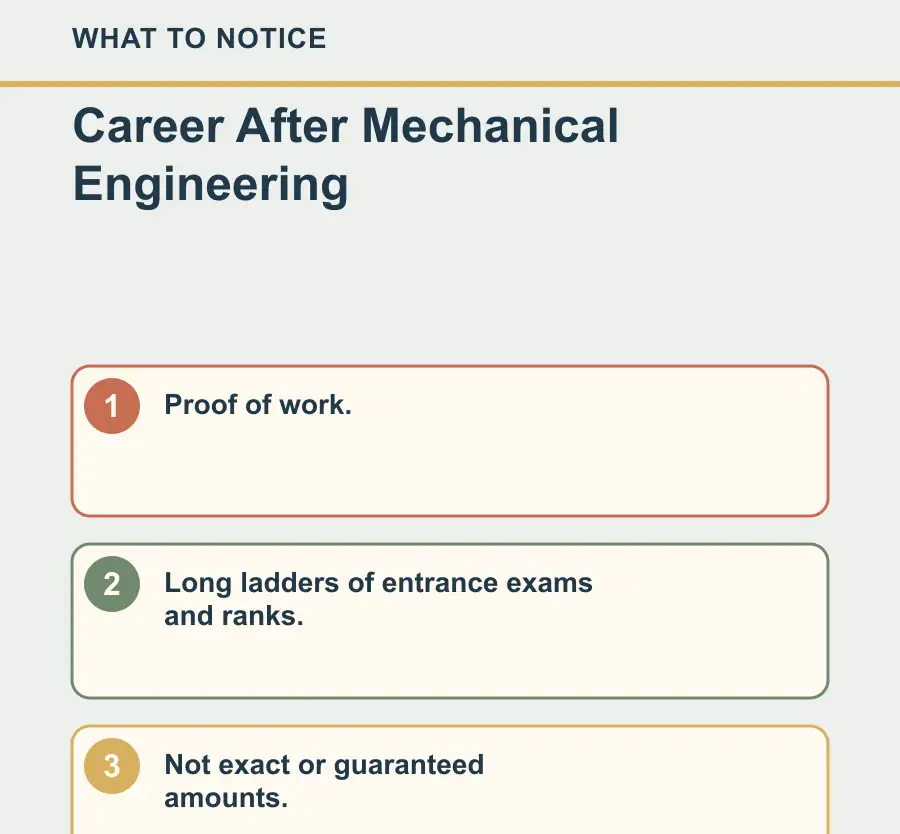 WHAT TO NOTICE
Career After Mechanical
Engineering
1
Proof of work.
2
Long ladders of entrance exams
and ranks.
3
Not exact or guaranteed
amounts.